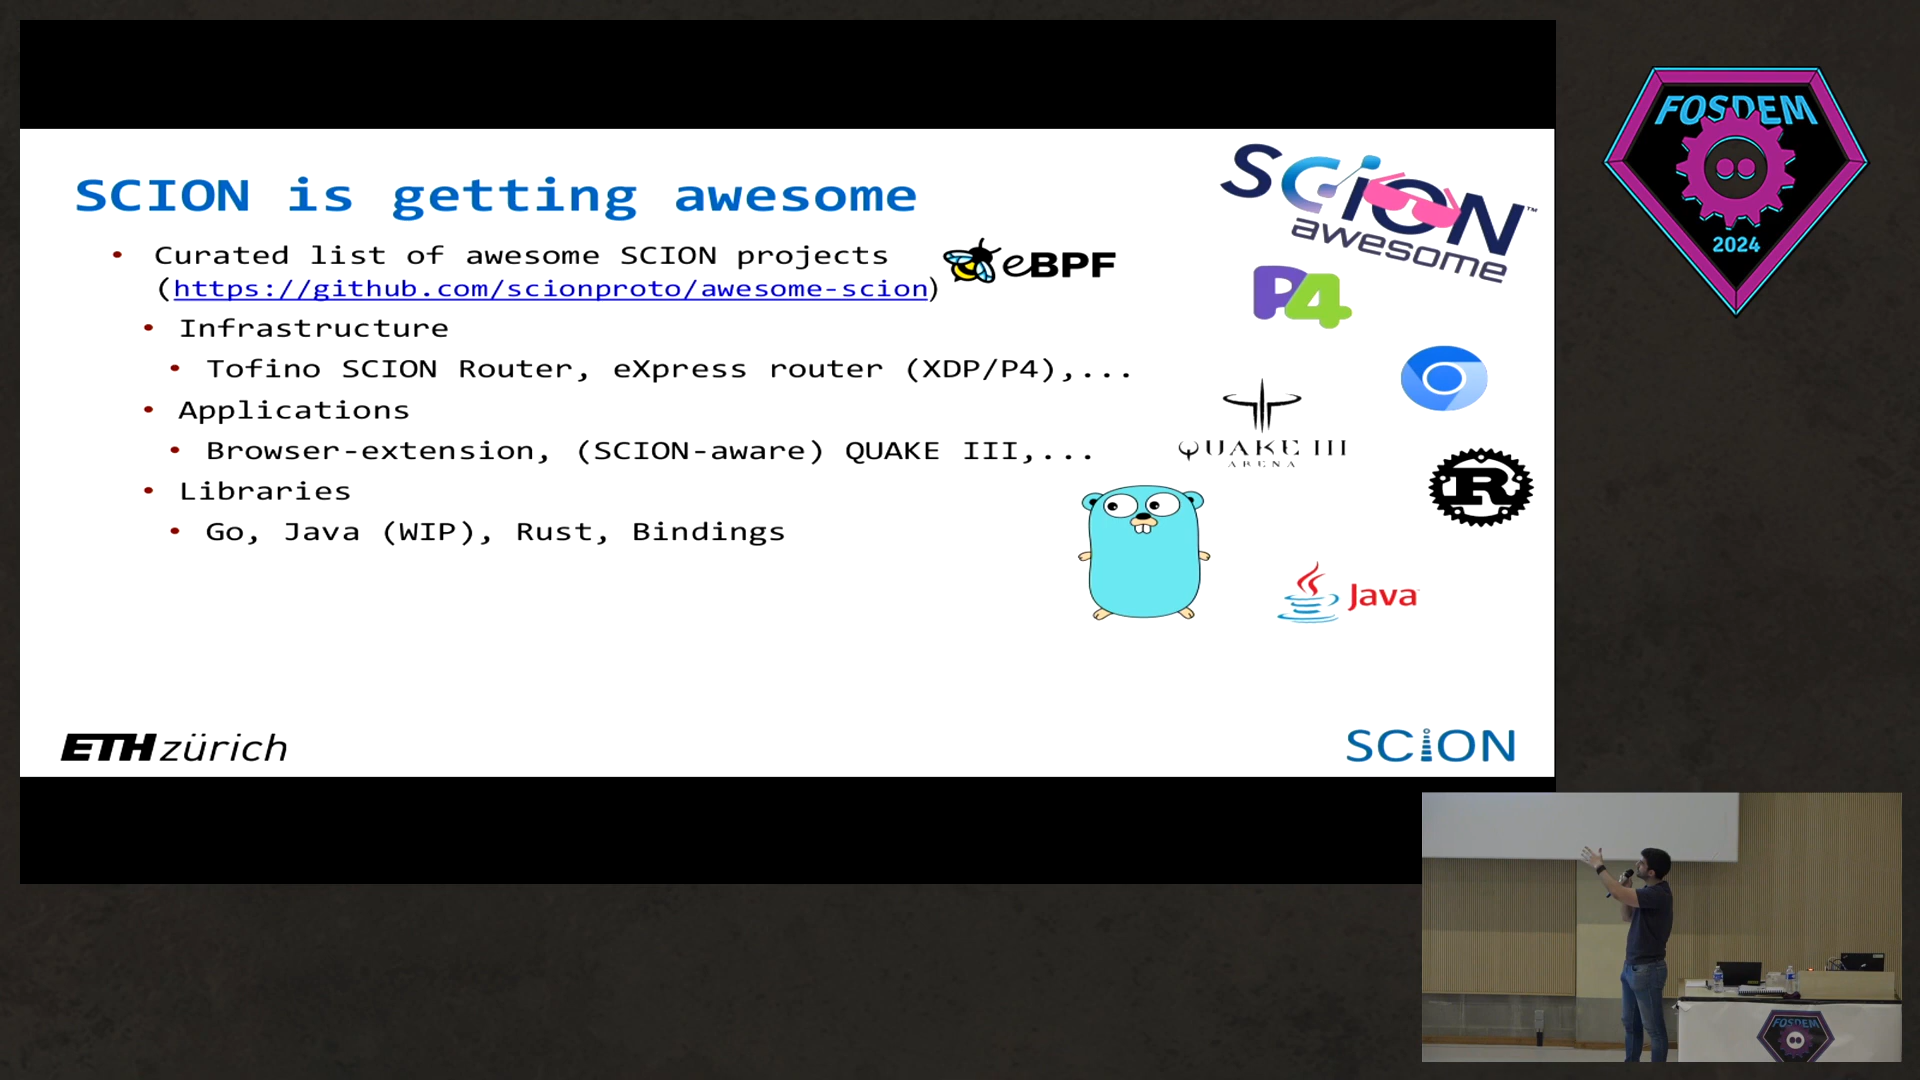 SCION is getting awesome
• Curated list of awesome SCION projects
(https://github.com/scionproto/awesome-scion)
• Infrastructure
• Tofino SCION Router, eXpress router (XDP/P4),...
• Applications
• Browser-extension, (SCION-aware) QUAKE III,...
• Libraries
• Go, Java (WIP), Rust, Bindings
eBPF
SCION™
awesome
P4
QUAKE III
ARENA
R
Java
ETH zürich
SCION
FOSDEM
2024
FOSDEM